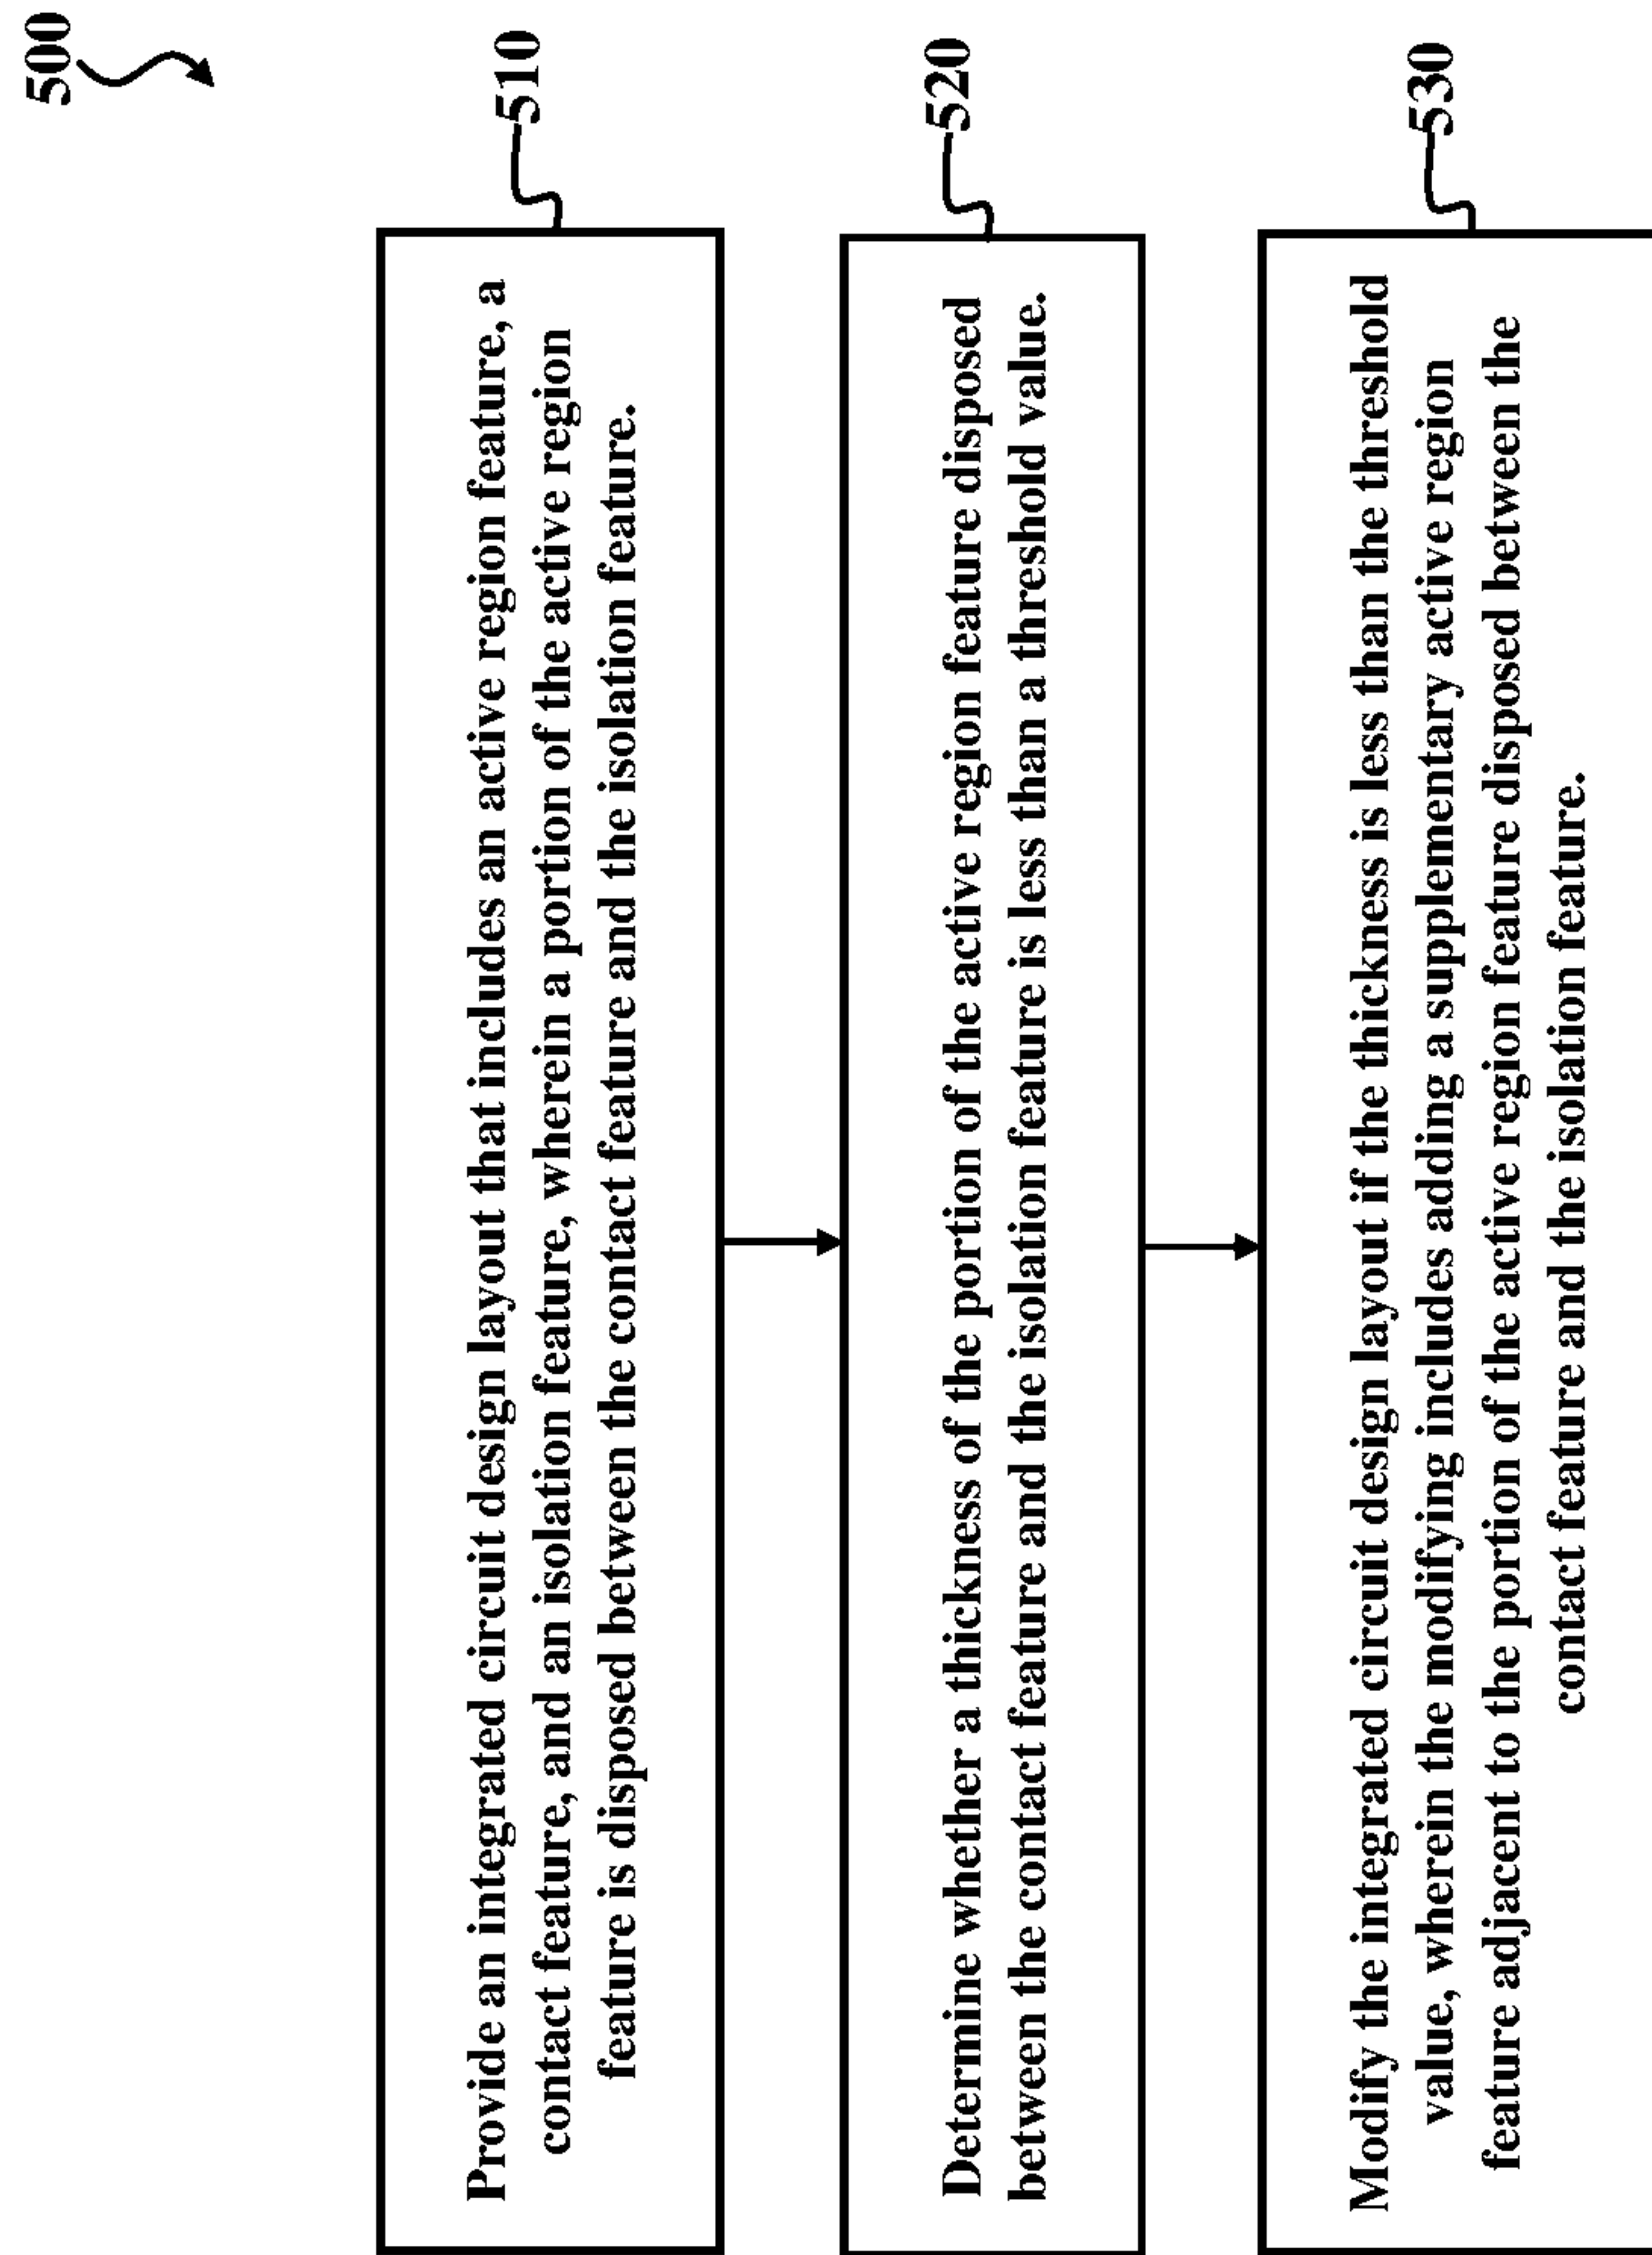 500
510
Provide an integrated circuit design layout that includes an active region feature, a
contact feature, and an isolation feature, wherein a portion of the active region
feature is disposed between the contact feature and the isolation feature.
520
Determine whether a thickness of the portion of the active region feature disposed
between the contact feature and the isolation feature is less than a threshold value.
530
Modify the integrated circuit design layout if the thickness is less than the threshold
value, wherein the modifying includes adding a supplementary active region
feature adjacent to the portion of the active region feature disposed between the
contact feature and the isolation feature.